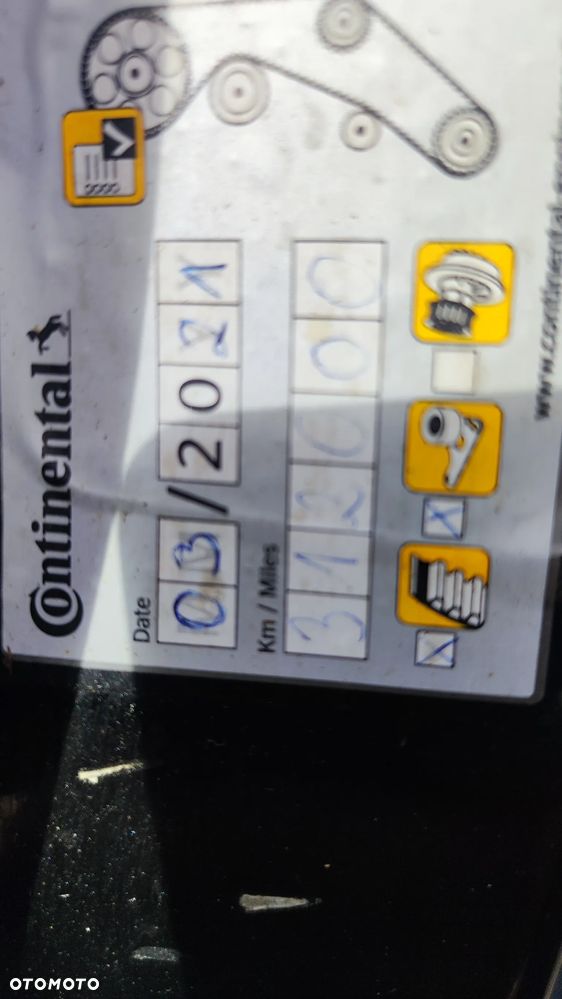 Continental
Date
03/2021
Km / Miles
312000
www.continental
OTOMOTO